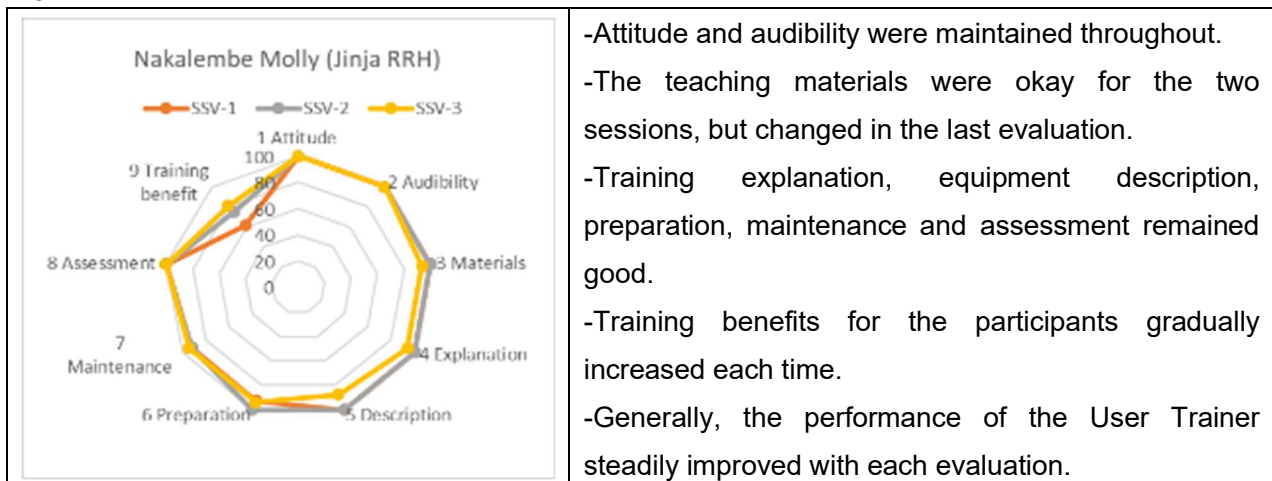 Nakalembe Molly (Jinja RRH)
SSV-1 SSV-2 SSV-3
1 Attitude
100
80
60
40
20
0
2 Audibility
3 Materials
4 Explanation
5 Description
6 Preparation
7
Maintenance
8 Assessment
9 Training
benefit
-Attitude and audibility were maintained throughout.
-The teaching materials were okay for the two
sessions, but changed in the last evaluation.
-Training explanation, equipment description,
preparation, maintenance and assessment remained
good.
-Training benefits for the participants gradually
increased each time.
-Generally, the performance of the User Trainer
steadily improved with each evaluation.